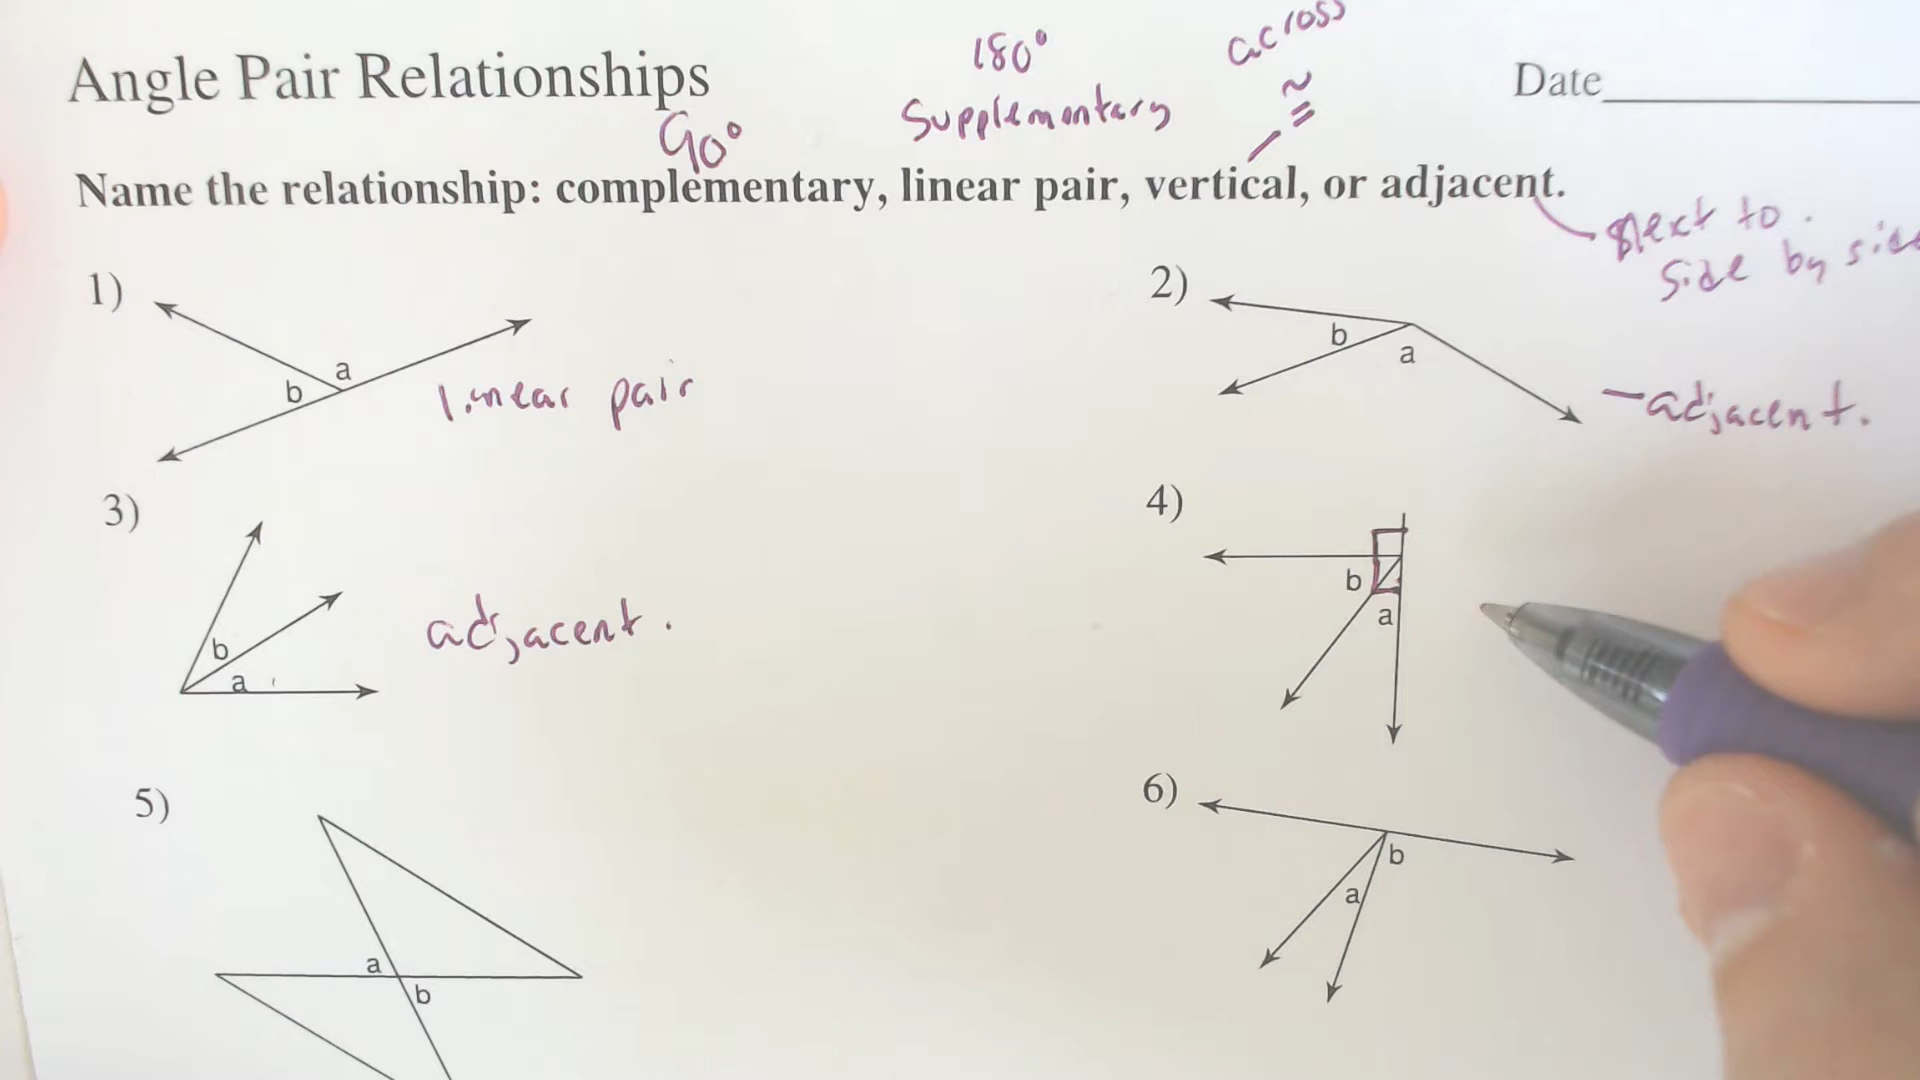 across
180°
Angle Pair Relationships
Date
Supplementary
≅
90°
Name the relationship: complementary, linear pair, vertical, or adjacent.
next to.
side by
1)
a
b
linear pair
2)
b
a
-adjacent.
3)
b
a
adjacent.
4)
b
a
5)
a
b
6)
b
a